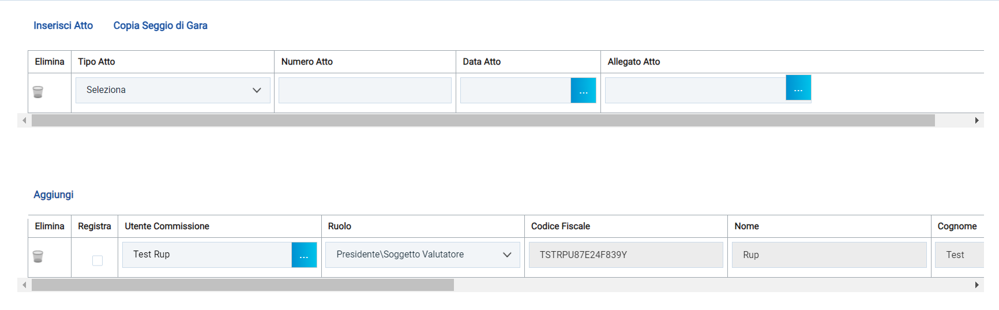 Inserisci Atto Copia Seggio di Gara
Elimina Tipo Atto Numero Atto Data Atto Allegato Atto
Seleziona ... ...
Aggiungi
Elimina Registra Utente Commissione Ruolo Codice Fiscale Nome Cognome
Test Rup ... Presidente\Soggetto Valutatore TSTRPU87E24F839Y Rup Test